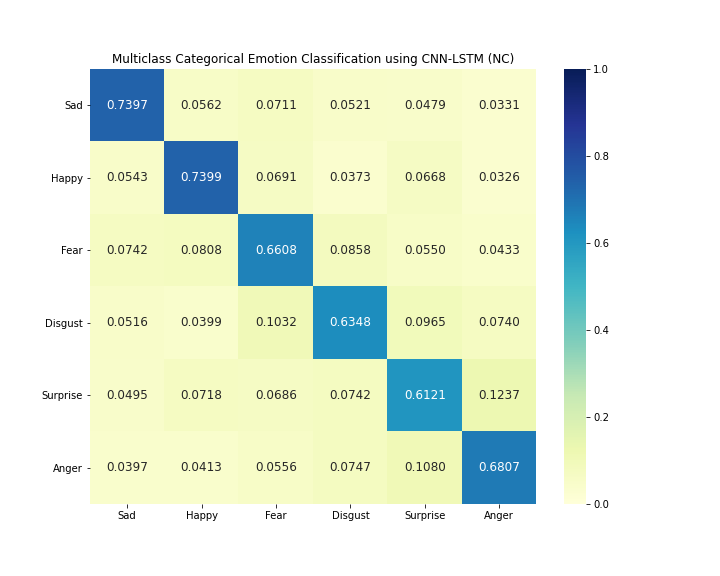 Multiclass Categorical Emotion Classification using CNN-LSTM (NC)
Sad 0.7397 0.0562 0.0711 0.0521 0.0479 0.0331
Happy 0.0543 0.7399 0.0691 0.0373 0.0668 0.0326
Fear 0.0742 0.0808 0.6608 0.0858 0.0550 0.0433
Disgust 0.0516 0.0399 0.1032 0.6348 0.0965 0.0740
Surprise 0.0495 0.0718 0.0686 0.0742 0.6121 0.1237
Anger 0.0397 0.0413 0.0556 0.0747 0.1080 0.6807
Sad Happy Fear Disgust Surprise Anger
1.0
0.8
0.6
0.4
0.2
0.0